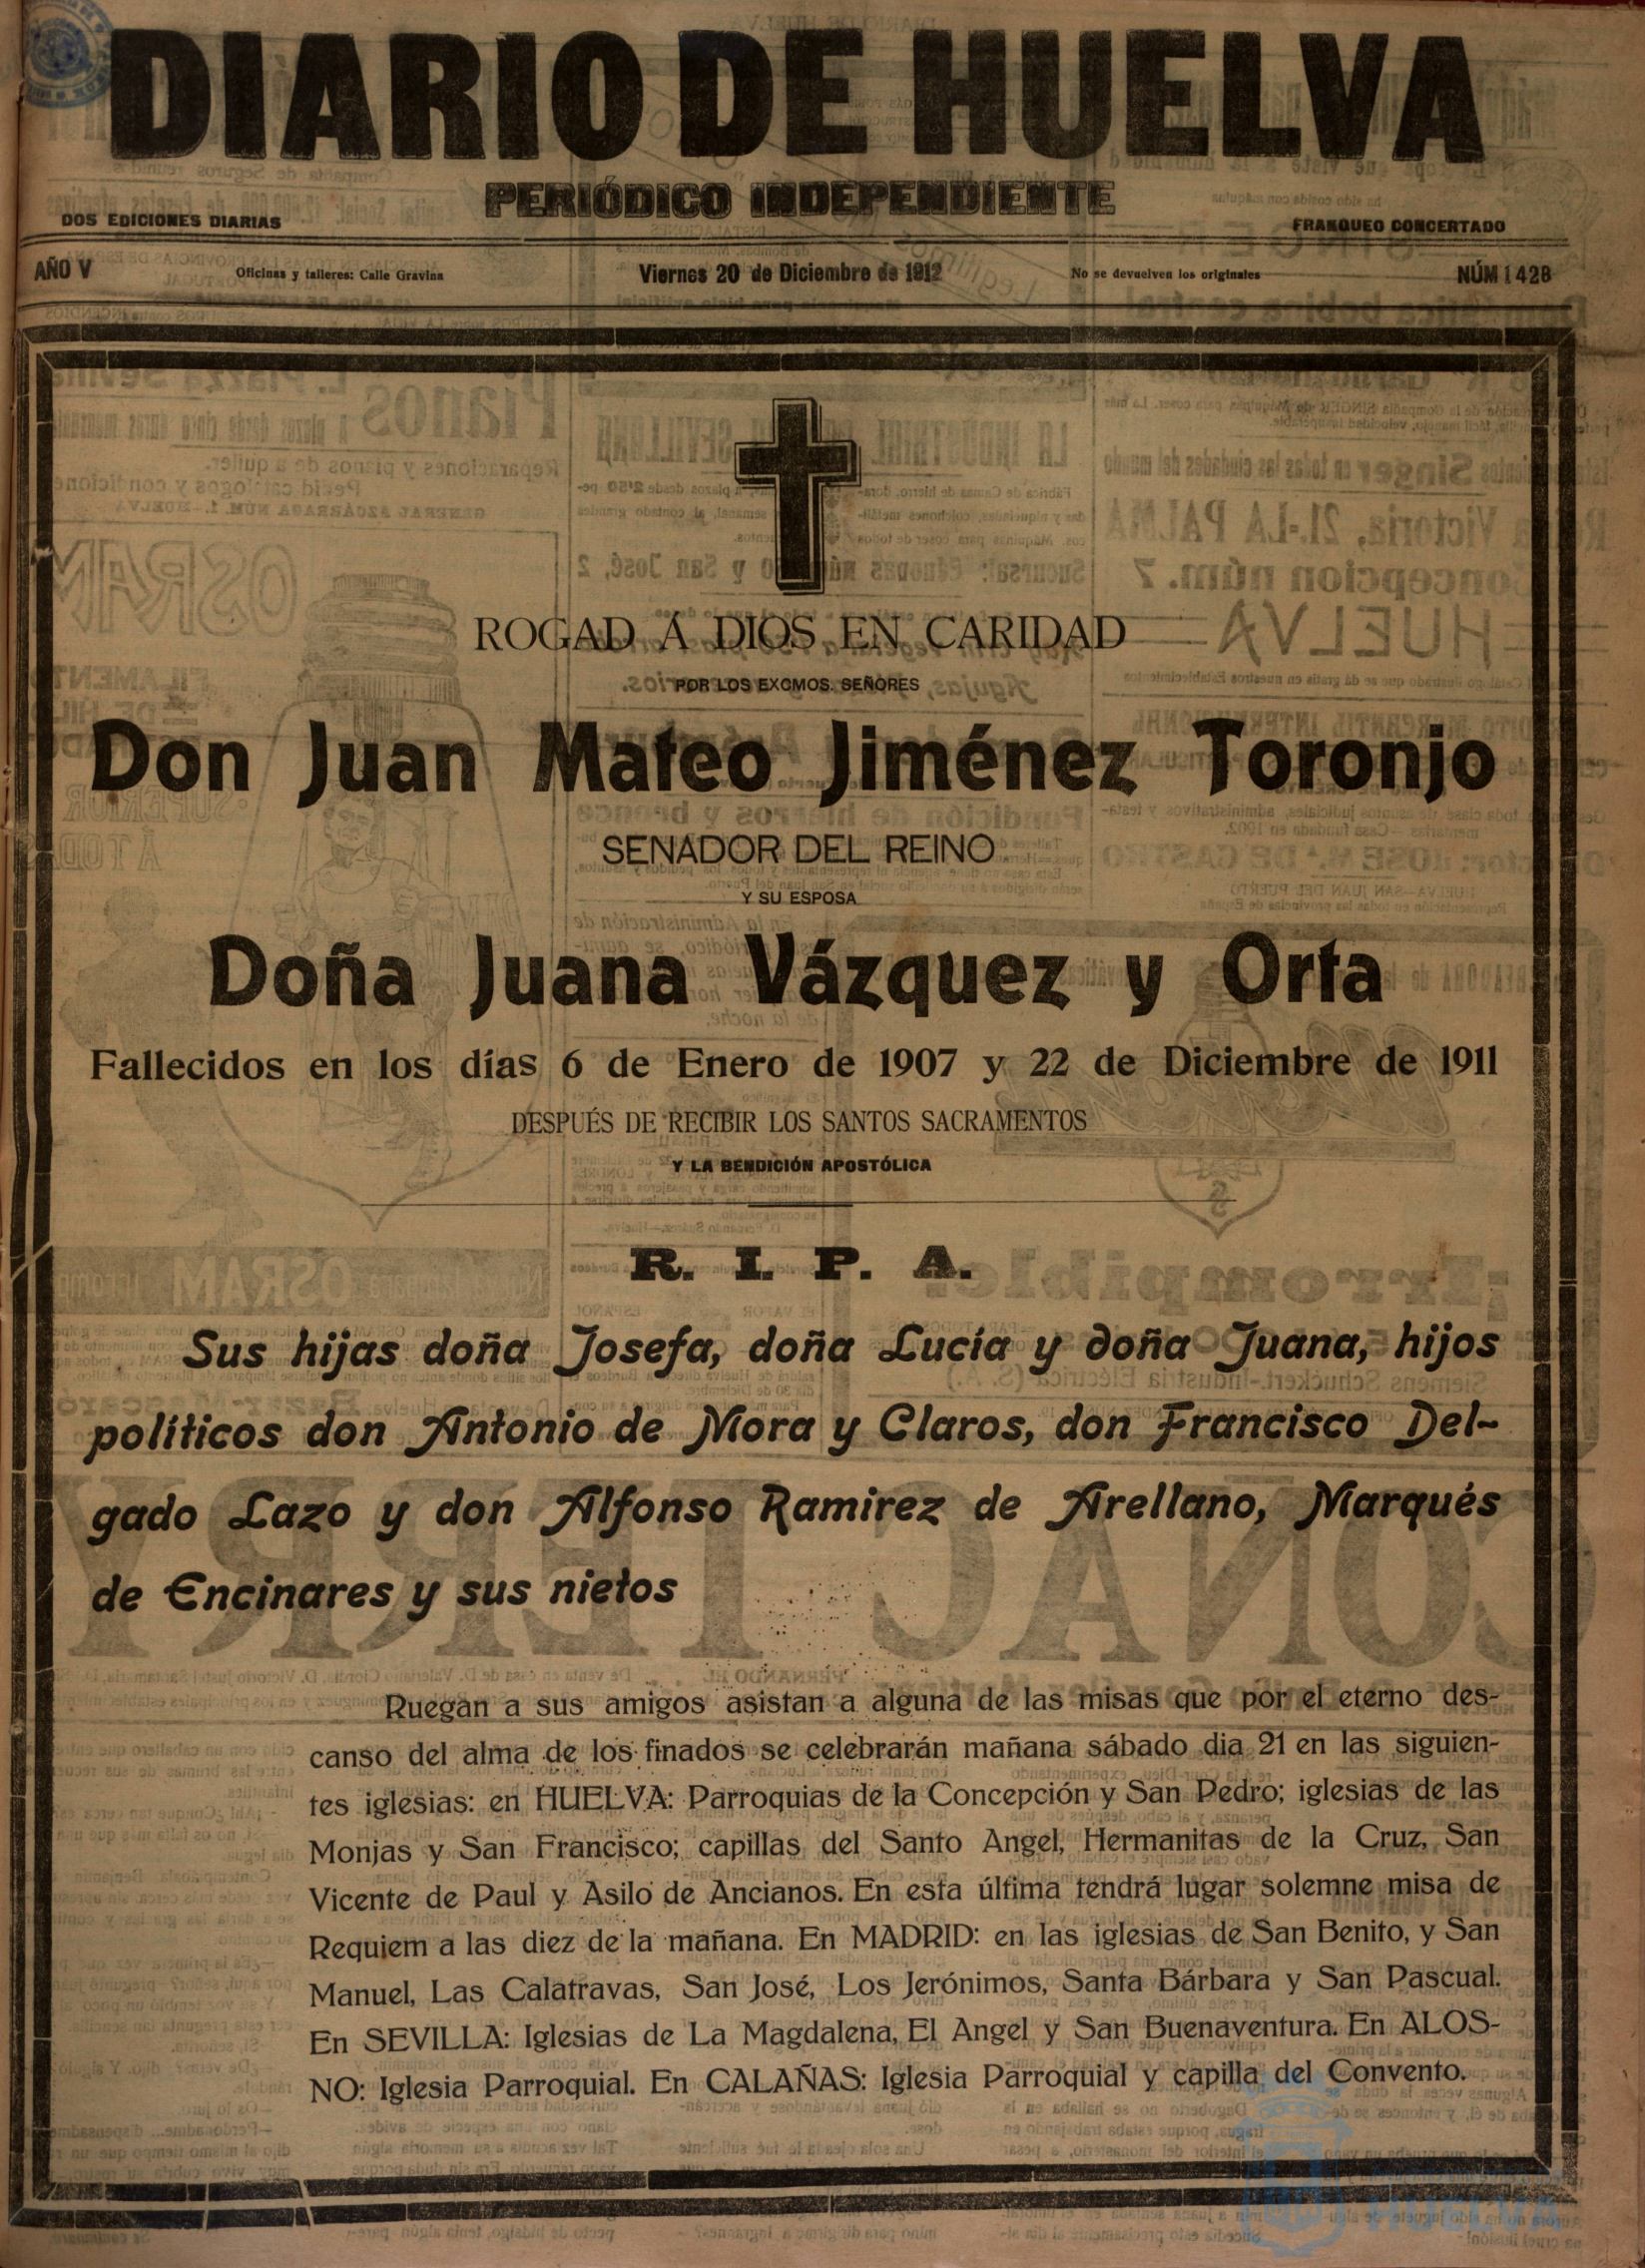 DIARIO DE HUELVA
PERIÓDICO INDEPENDIENTE
DOS EDICIONES DIARIAS
FRANQUEO CONCERTADO
AÑO V
Oficinas y talleres: Calle Gravina
Viernes 20 de Diciembre de 1912
No se devuelven los originales
NÚM 1428
ROGAD Á DIOS EN CARIDAD
POR LOS EXCMOS. SEÑORES
Don Juan Mateo Jiménez Toronjo
SENADOR DEL REINO
Y SU ESPOSA
Doña Juana Vázquez y Orta
Fallecidos en los días 6 de Enero de 1907 y 22 de Diciembre de 1911
DESPUÉS DE RECIBIR LOS SANTOS SACRAMENTOS
Y LA BENDICIÓN APOSTÓLICA
R. I. P. A.
Sus hijas doña Josefa, doña Lucía y doña Juana, hijos
políticos don Antonio de Mora y Claros, don Francisco Del-
gado Lazo y don Alfonso Ramirez de Arellano, Marqués
de Encinares y sus nietos
Ruegan a sus amigos asistan a alguna de las misas que por el eterno des-
canso del alma de los finados se celebrarán mañana sábado dia 21 en las siguien-
tes iglesias: en HUELVA: Parroquias de la Concepción y San Pedro; iglesias de las
Monjas y San Francisco; capillas del Santo Angel, Hermanitas de la Cruz, San
Vicente de Paul y Asilo de Ancianos. En esta última tendrá lugar solemne misa de
Requiem a las diez de la mañana. En MADRID: en las iglesias de San Benito, y San
Manuel, Las Calatravas, San José, Los Jerónimos, Santa Bárbara y San Pascual.
En SEVILLA: Iglesias de La Magdalena, El Angel y San Buenaventura. En ALOS-
NO: Iglesia Parroquial. En CALAÑAS: Iglesia Parroquial y capilla del Convento.